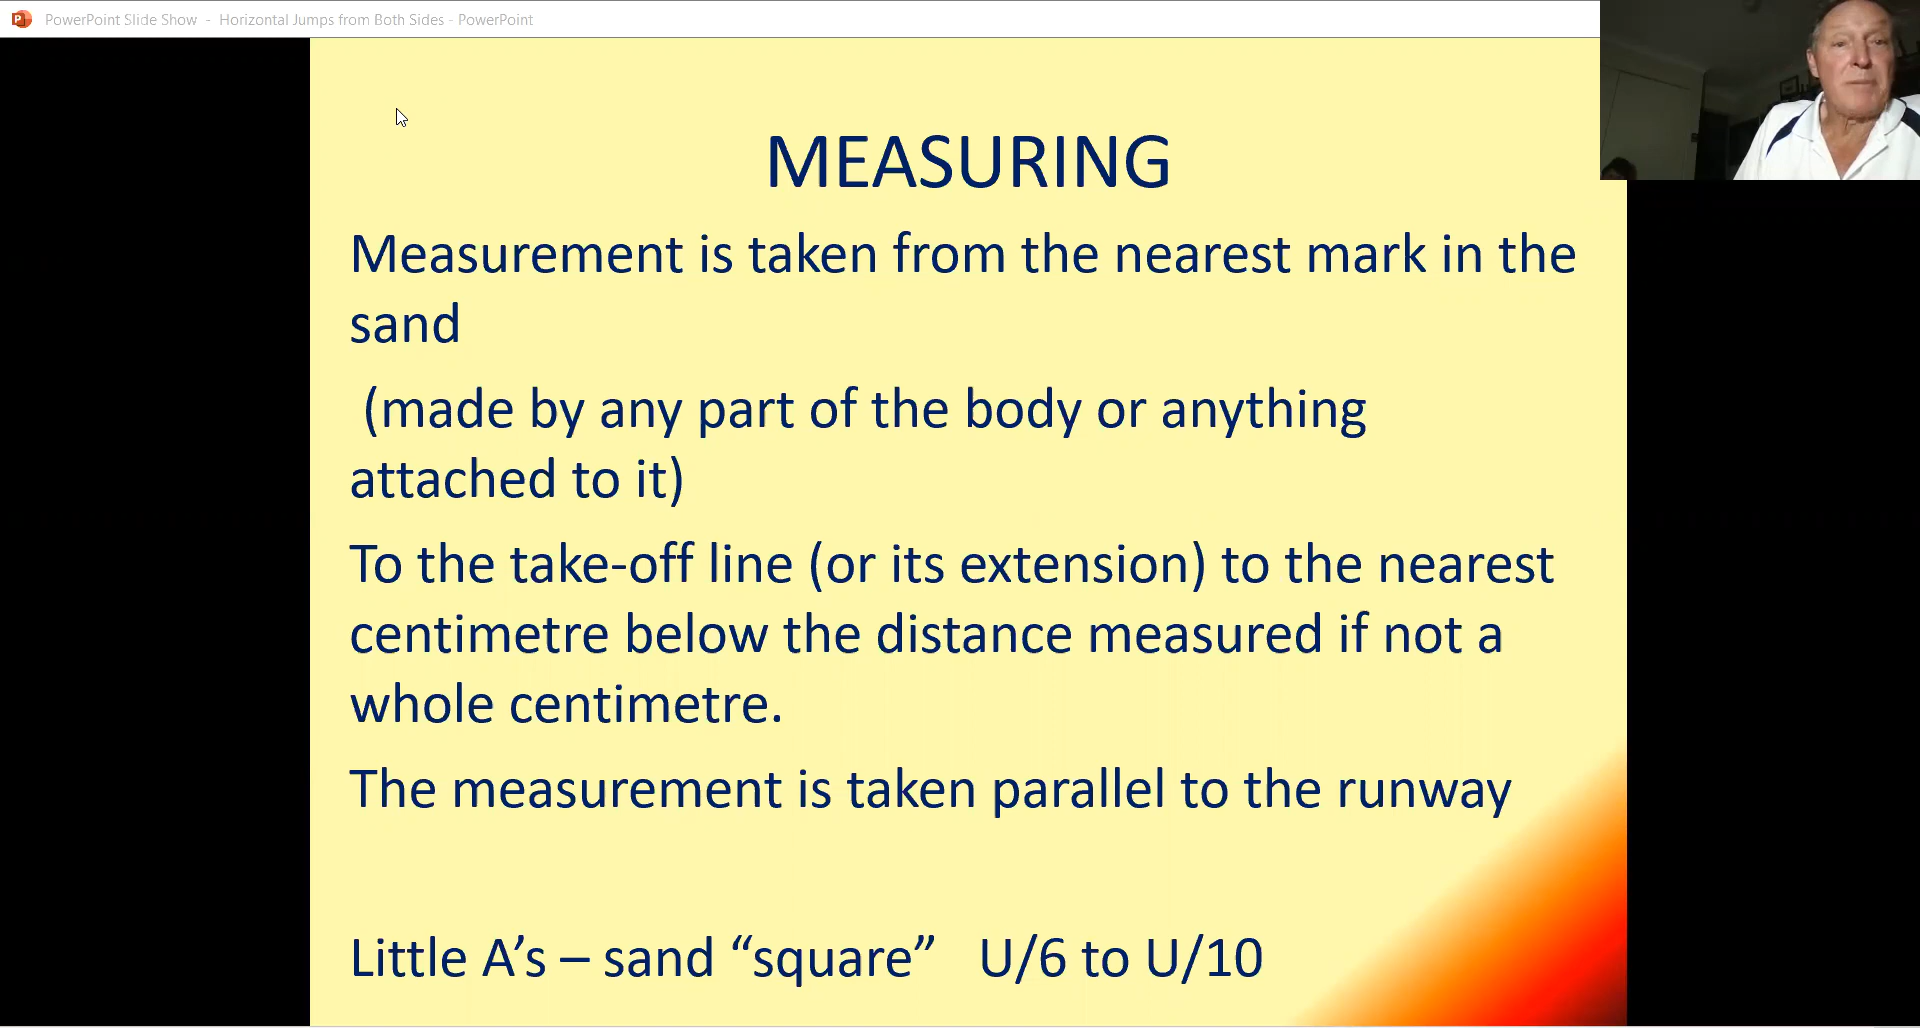 PowerPoint Slide Show - Horizontal Jumps from Both Sides - PowerPoint
MEASURING
Measurement is taken from the nearest mark in the
sand
(made by any part of the body or anything
attached to it)
To the take-off line (or its extension) to the nearest
centimetre below the distance measured if not a
whole centimetre.
The measurement is taken parallel to the runway
Little A’s – sand “square” U/6 to U/10